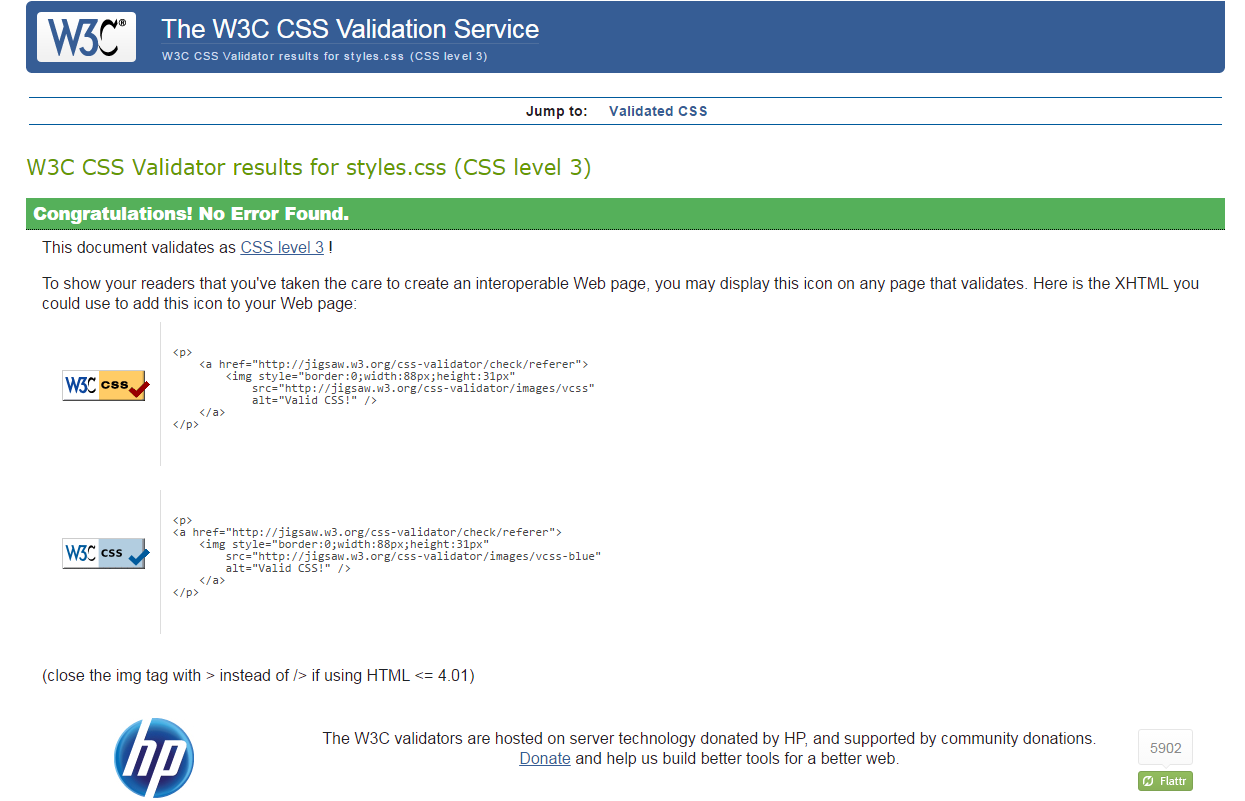 W3C®
The W3C CSS Validation Service
W3C CSS Validator results for styles.css (CSS level 3)
Jump to: Validated CSS
W3C CSS Validator results for styles.css (CSS level 3)
Congratulations! No Error Found.
This document validates as CSS level 3 !
To show your readers that you've taken the care to create an interoperable Web page, you may display this icon on any page that validates. Here is the XHTML you
could use to add this icon to your Web page:
W3C css
<p>
    <a href="http://jigsaw.w3.org/css-validator/check/referer">
        <img style="border:0;width:88px;height:31px"
            src="http://jigsaw.w3.org/css-validator/images/vcss"
            alt="Valid CSS!" />
    </a>
</p>
W3C css
<p>
<a href="http://jigsaw.w3.org/css-validator/check/referer">
    <img style="border:0;width:88px;height:31px"
        src="http://jigsaw.w3.org/css-validator/images/vcss-blue"
        alt="Valid CSS!" />
    </a>
</p>
(close the img tag with > instead of /> if using HTML <= 4.01)
hp
The W3C validators are hosted on server technology donated by HP, and supported by community donations.
Donate and help us build better tools for a better web.
5902
Flattr